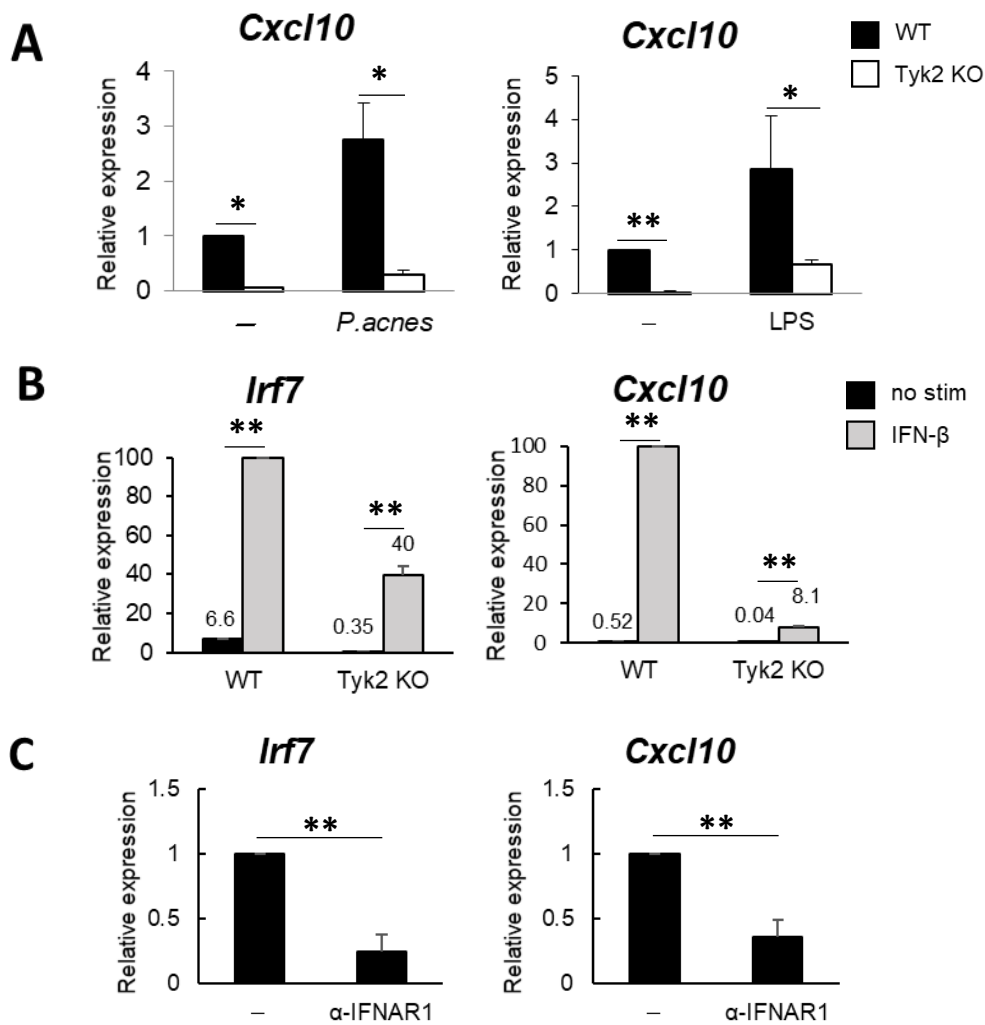 A
Cxcl10
Cxcl10
WT
Tyk2 KO
Relative expression
4
3
2
1
0
*
*
–
P.acnes
Relative expression
5
4
3
2
1
0
**
*
–
LPS
B
Irf7
Cxcl10
no stim
IFN-β
Relative expression
100
80
60
40
20
0
**
6.6
**
40
0.35
WT
Tyk2 KO
Relative expression
100
80
60
40
20
0
**
0.52
**
0.04
8.1
WT
Tyk2 KO
C
Irf7
Cxcl10
Relative expression
1.5
1
0.5
0
**
–
α-IFNAR1
Relative expression
1.5
1
0.5
0
**
–
α-IFNAR1